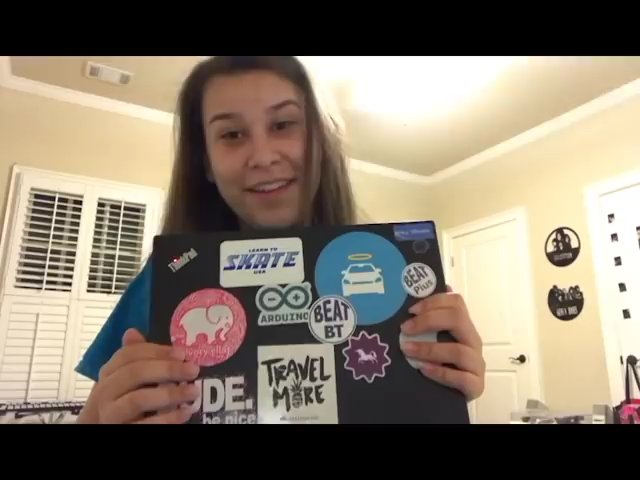 ThinkPad
LEARN TO
SKATE
USA
ARDUINO
BEAT
BT
BEAT
Plus
TRAVEL
MORE
be nice